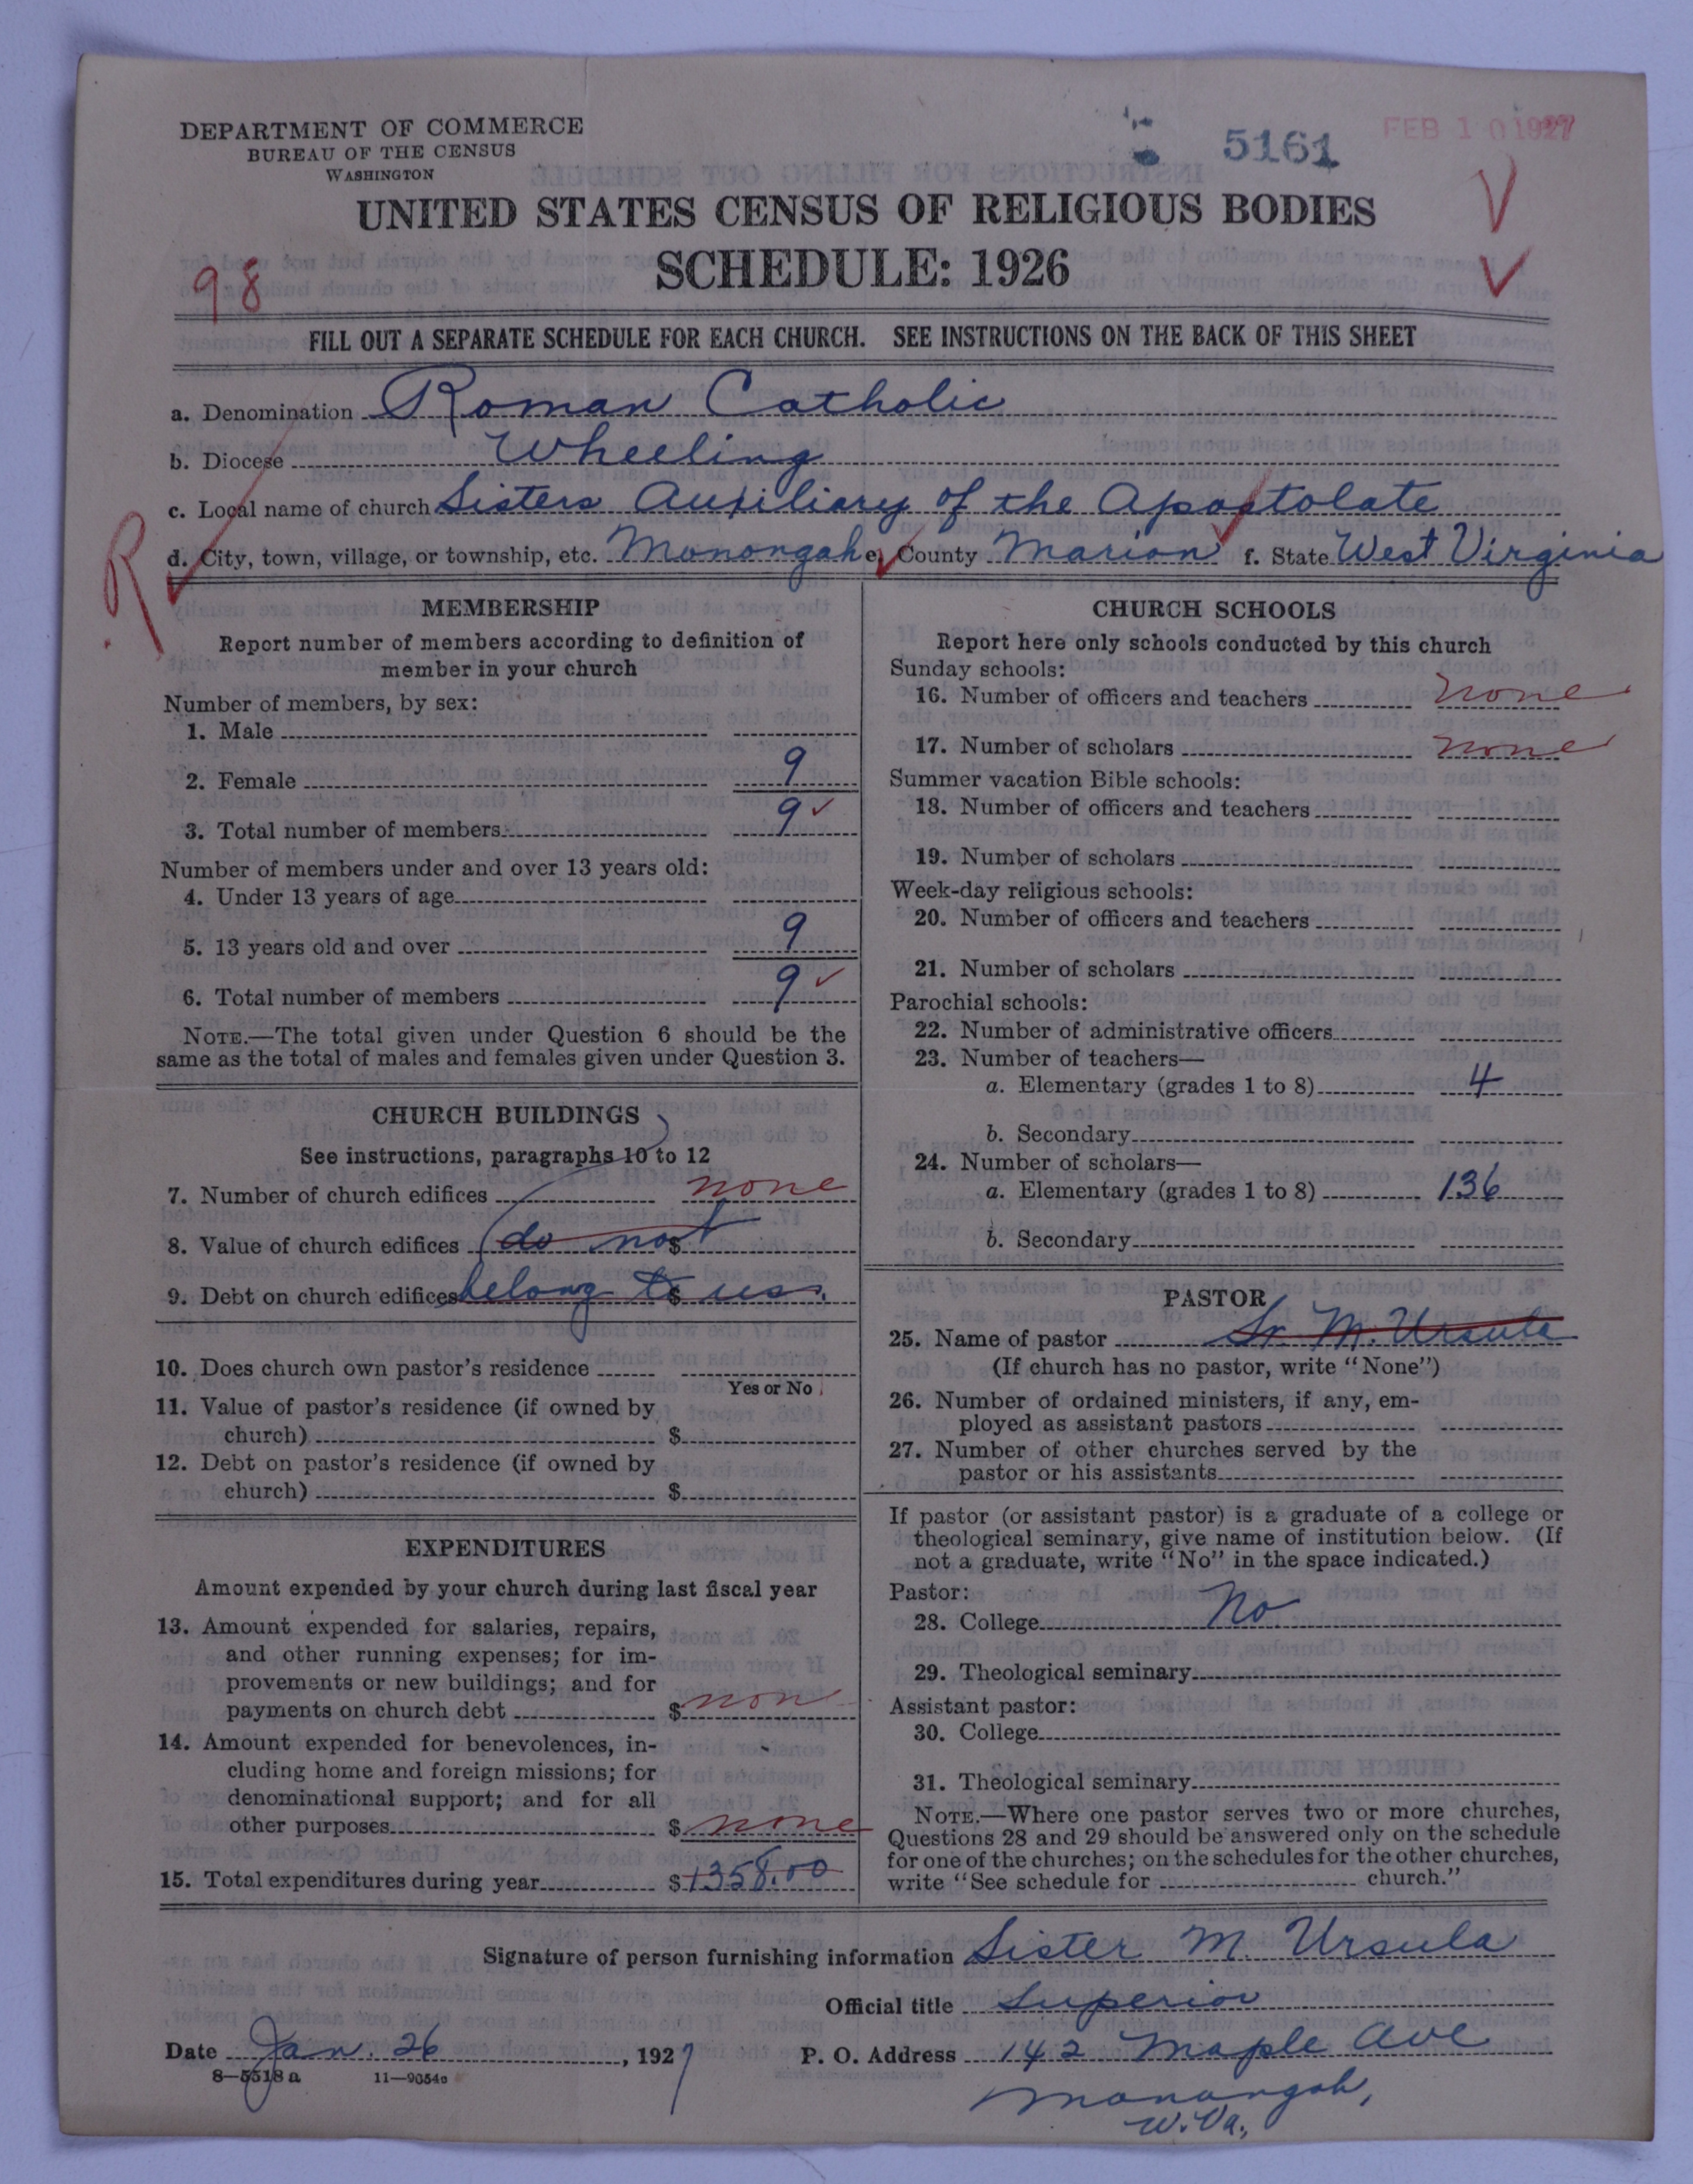 DEPARTMENT OF COMMERCE
BUREAU OF THE CENSUS
WASHINGTON
5161
FEB 10 1927
UNITED STATES CENSUS OF RELIGIOUS BODIES
SCHEDULE: 1926
98
FILL OUT A SEPARATE SCHEDULE FOR EACH CHURCH. SEE INSTRUCTIONS ON THE BACK OF THIS SHEET
a. Denomination Roman Catholic
b. Diocese Wheeling
c. Local name of church Sisters Auxiliary of the Apostolate
d. City, town, village, or township, etc. Monongah e. County Marion f. State West Virginia
R
MEMBERSHIP
Report number of members according to definition of
member in your church
Number of members, by sex:
1. Male
2. Female 9
3. Total number of members 9
Number of members under and over 13 years old:
4. Under 13 years of age
5. 13 years old and over 9
6. Total number of members 9
NOTE.—The total given under Question 6 should be the
same as the total of males and females given under Question 3.
CHURCH BUILDINGS
See instructions, paragraphs 10 to 12
7. Number of church edifices none
8. Value of church edifices (do not $
9. Debt on church edifices belong to $ us.
10. Does church own pastor's residence
Yes or No
11. Value of pastor's residence (if owned by
church) $
12. Debt on pastor's residence (if owned by
church) $
EXPENDITURES
Amount expended by your church during last fiscal year
13. Amount expended for salaries, repairs,
and other running expenses; for im-
provements or new buildings; and for
payments on church debt $ non
14. Amount expended for benevolences, in-
cluding home and foreign missions; for
denominational support; and for all
other purposes $ none
15. Total expenditures during year $1358.00
CHURCH SCHOOLS
Report here only schools conducted by this church
Sunday schools:
16. Number of officers and teachers none
17. Number of scholars none
Summer vacation Bible schools:
18. Number of officers and teachers
19. Number of scholars
Week-day religious schools:
20. Number of officers and teachers
21. Number of scholars
Parochial schools:
22. Number of administrative officers
23. Number of teachers—
a. Elementary (grades 1 to 8) 4
b. Secondary
24. Number of scholars—
a. Elementary (grades 1 to 8) 136
b. Secondary
PASTOR
25. Name of pastor Sr. M. Ursula
(If church has no pastor, write "None")
26. Number of ordained ministers, if any, em-
ployed as assistant pastors
27. Number of other churches served by the
pastor or his assistants
If pastor (or assistant pastor) is a graduate of a college or
theological seminary, give name of institution below. (If
not a graduate, write "No" in the space indicated.)
Pastor:
28. College No
29. Theological seminary
Assistant pastor:
30. College
31. Theological seminary
NOTE.—Where one pastor serves two or more churches,
Questions 28 and 29 should be answered only on the schedule
for one of the churches; on the schedules for the other churches,
write "See schedule for church."
Signature of person furnishing information Sister M. Ursula
Official title Superior
Date Jan. 26, 1927 P. O. Address 142 Maple Ave
8—5518a 11—9054a
Monongah,
W. Va.,